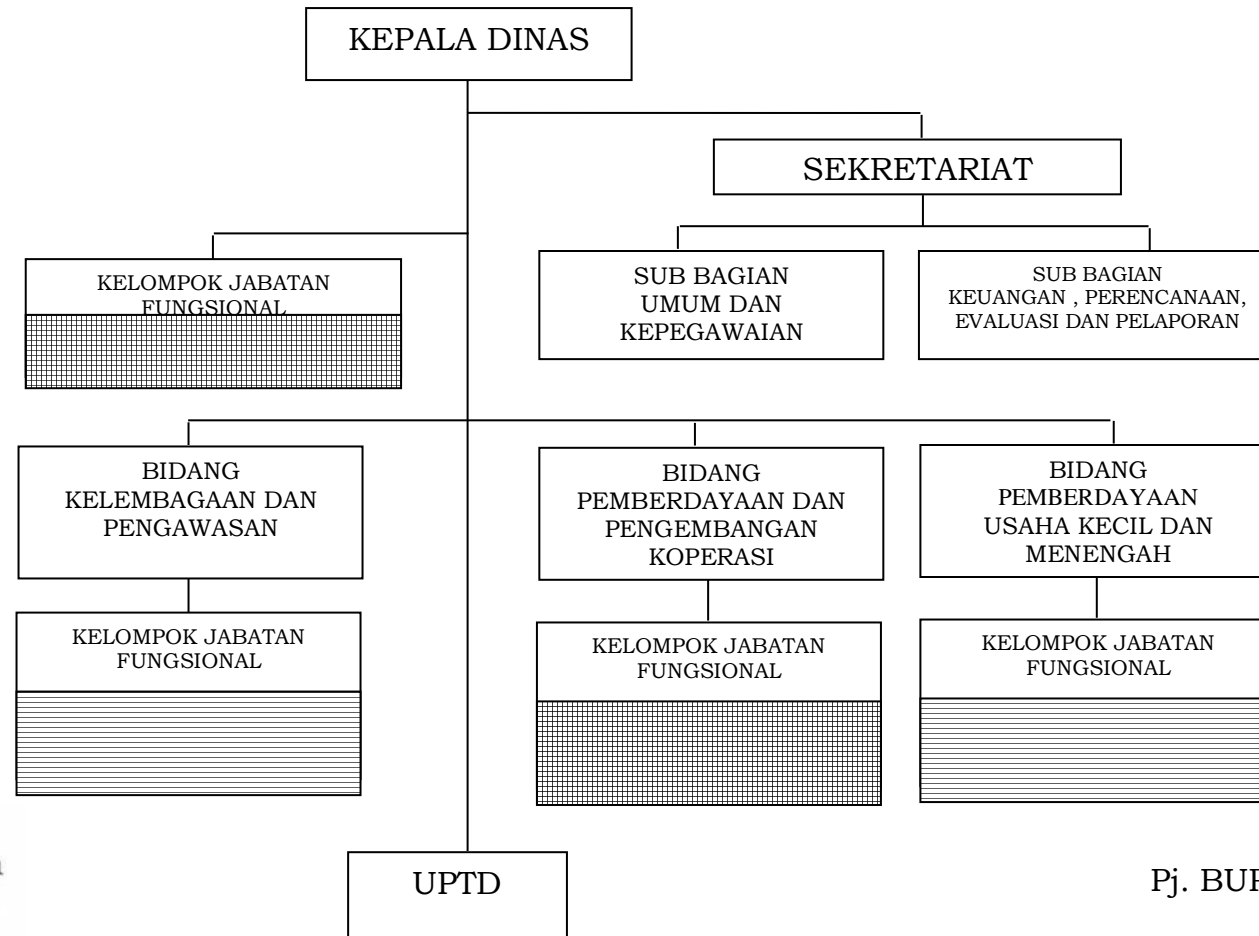 KEPALA DINAS
SEKRETARIAT
KELOMPOK JABATAN
FUNGSIONAL
SUB BAGIAN
UMUM DAN
KEPEGAWAIAN
SUB BAGIAN
KEUANGAN , PERENCANAAN,
EVALUASI DAN PELAPORAN
BIDANG
KELEMBAGAAN DAN
PENGAWASAN
BIDANG
PEMBERDAYAAN DAN
PENGEMBANGAN
KOPERASI
BIDANG
PEMBERDAYAAN
USAHA KECIL DAN
MENENGAH
KELOMPOK JABATAN
FUNGSIONAL
KELOMPOK JABATAN
FUNGSIONAL
KELOMPOK JABATAN
FUNGSIONAL
UPTD
Pj.